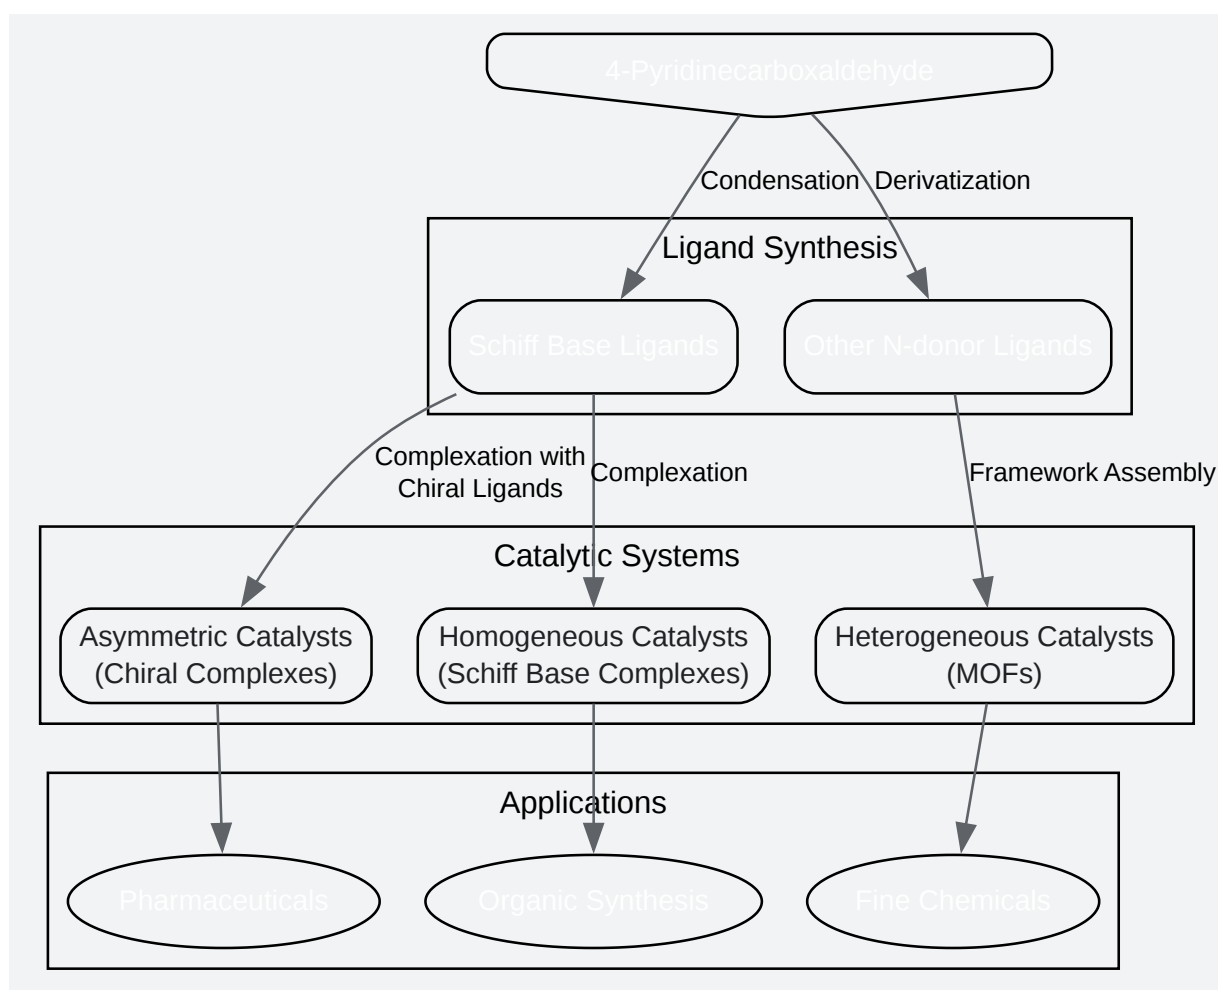 4-Pyridinecarboxaldehyde
Condensation
Derivatization
Ligand Synthesis
Schiff Base Ligands
Other N-donor Ligands
Complexation with
Chiral Ligands
Complexation
Framework Assembly
Catalytic Systems
Asymmetric Catalysts
(Chiral Complexes)
Homogeneous Catalysts
(Schiff Base Complexes)
Heterogeneous Catalysts
(MOFs)
Applications
Pharmaceuticals
Organic Synthesis
Fine Chemicals